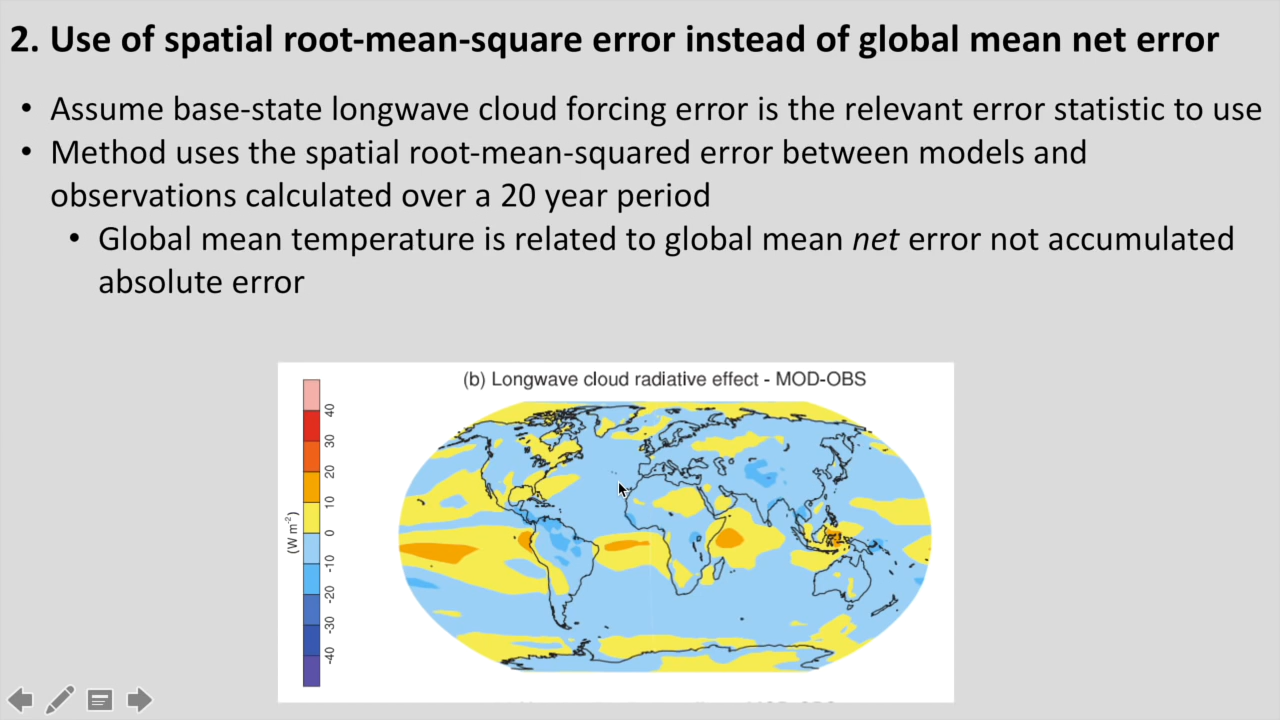 2. Use of spatial root-mean-square error instead of global mean net error
• Assume base-state longwave cloud forcing error is the relevant error statistic to use
• Method uses the spatial root-mean-squared error between models and
observations calculated over a 20 year period
• Global mean temperature is related to global mean net error not accumulated
absolute error
(b) Longwave cloud radiative effect - MOD-OBS
40
30
20
10
0
-10
-20
-30
-40
(W m⁻²)